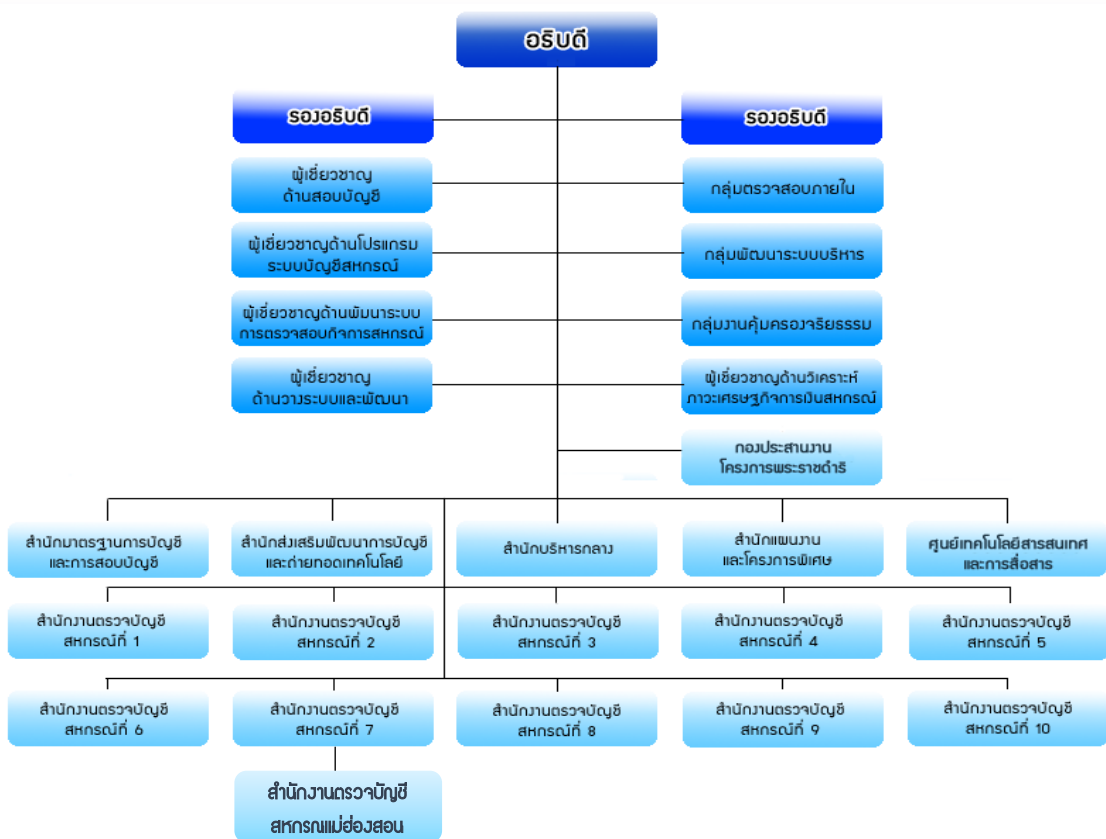 อธิบดี
รองอธิบดี
รองอธิบดี
ผู้เชี่ยวชาญ
ด้านสอบบัญชี
กลุ่มตรวจสอบภายใน
ผู้เชี่ยวชาญด้านโปรแกรม
ระบบบัญชีสหกรณ์
กลุ่มพัฒนาระบบบริหาร
ผู้เชี่ยวชาญด้านพัมนาระบบ
การตรวจสอบกิจการสหกรณ์
กลุ่มงานคุ้มครองจริยธรรม
ผู้เชี่ยวชาญ
ด้านวางระบบและพัฒนา
ผู้เชี่ยวชาญด้านวิเคราะห์
ภาวะเศรษฐกิจการเงินสหกรณ์
กองประสานงาน
โครงการพระราชดำริ
สำนักมาตรฐานการบัญชี
และการสอบบัญชี
สำนักส่งเสริมพัฒนาการบัญชี
และถ่ายทอดเทคโนโลยี
สำนักบริหารกลาง
สำนักแผนงาน
และโครงการพิเศษ
ศูนย์เทคโนโลยีสารสนเทศ
และการสื่อสาร
สำนักงานตรวจบัญชี
สหกรณ์ที่ 1
สำนักงานตรวจบัญชี
สหกรณ์ที่ 2
สำนักงานตรวจบัญชี
สหกรณ์ที่ 3
สำนักงานตรวจบัญชี
สหกรณ์ที่ 4
สำนักงานตรวจบัญชี
สหกรณ์ที่ 5
สำนักงานตรวจบัญชี
สหกรณ์ที่ 6
สำนักงานตรวจบัญชี
สหกรณ์ที่ 7
สำนักงานตรวจบัญชี
สหกรณ์ที่ 8
สำนักงานตรวจบัญชี
สหกรณ์ที่ 9
สำนักงานตรวจบัญชี
สหกรณ์ที่ 10
สำนักงานตรวจบัญชี
สหกรณแม่ฮ่องสอน